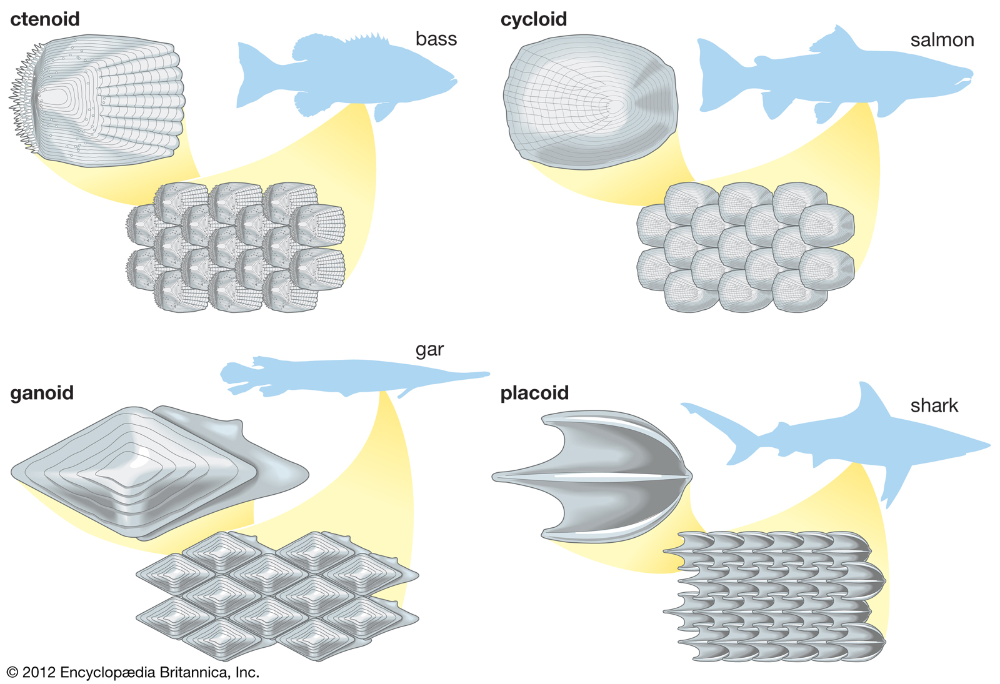 ctenoid
bass
cycloid
salmon
gar
ganoid
placoid
shark
© 2012 Encyclopædia Britannica, Inc.